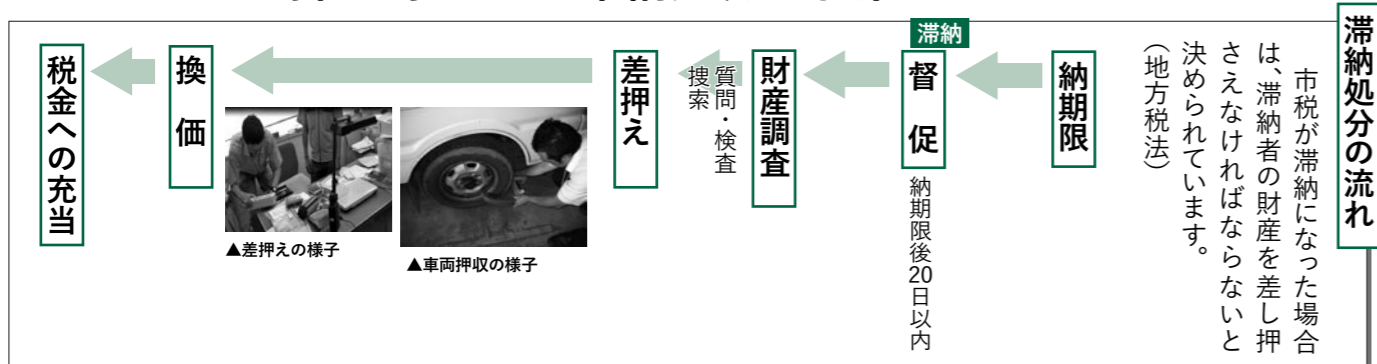 滞納処分の流れ
市税が滞納になった場合
は、滞納者の財産を差し押
さえなければならないと
決められています。
（地方税法）
納期限
滞納
督促
納期限後20日以内
財産調査
質問・検査
捜索
差押え
▲車両押収の様子
▲差押えの様子
換価
税金への充当